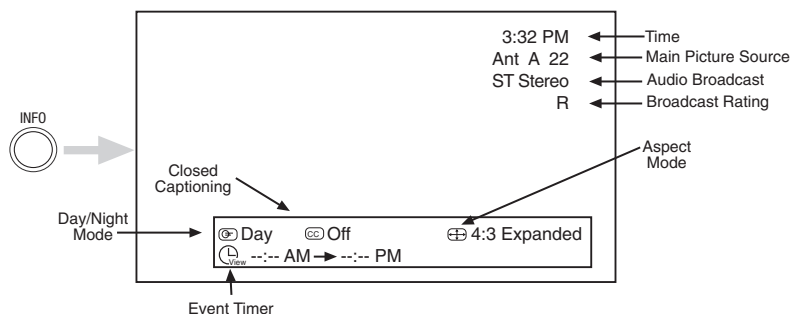 3:32 PM
Time
Ant A 22
Main Picture Source
ST Stereo
Audio Broadcast
R
Broadcast Rating
INFO
Aspect
Mode
Closed
Captioning
Day/Night
Mode
Day
CC Off
4:3 Expanded
View --:-- AM → --:-- PM
Event Timer